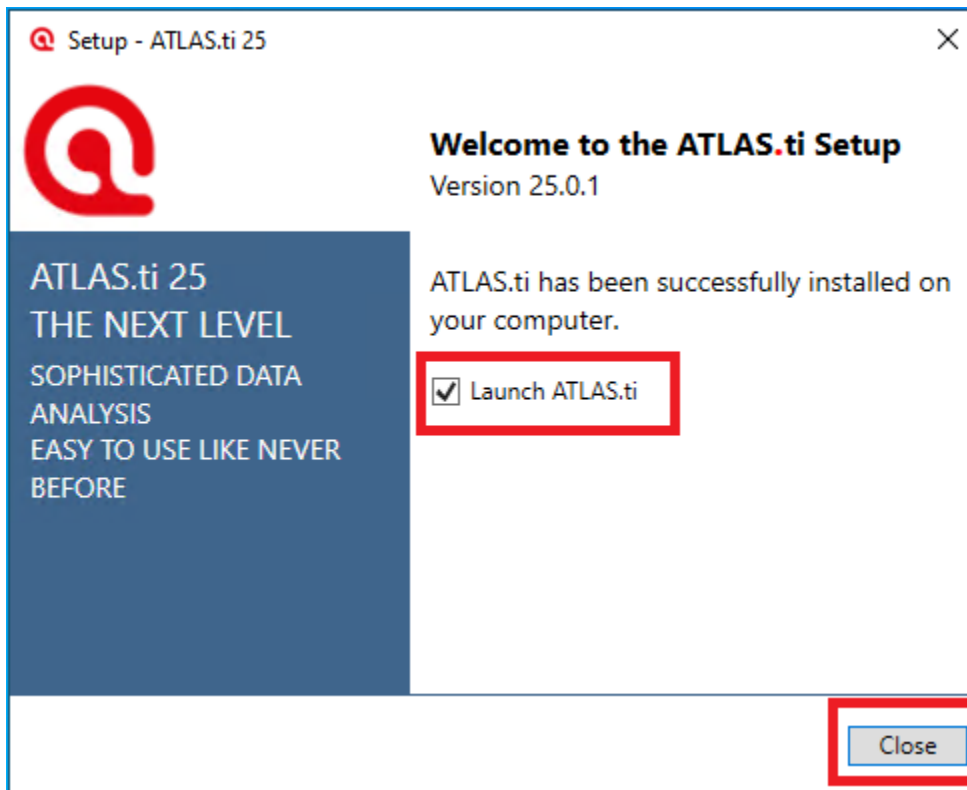 Setup - ATLAS.ti 25
Welcome to the ATLAS.ti Setup
Version 25.0.1
ATLAS.ti 25
THE NEXT LEVEL
SOPHISTICATED DATA
ANALYSIS
EASY TO USE LIKE NEVER
BEFORE
ATLAS.ti has been successfully installed on
your computer.
Launch ATLAS.ti
Close